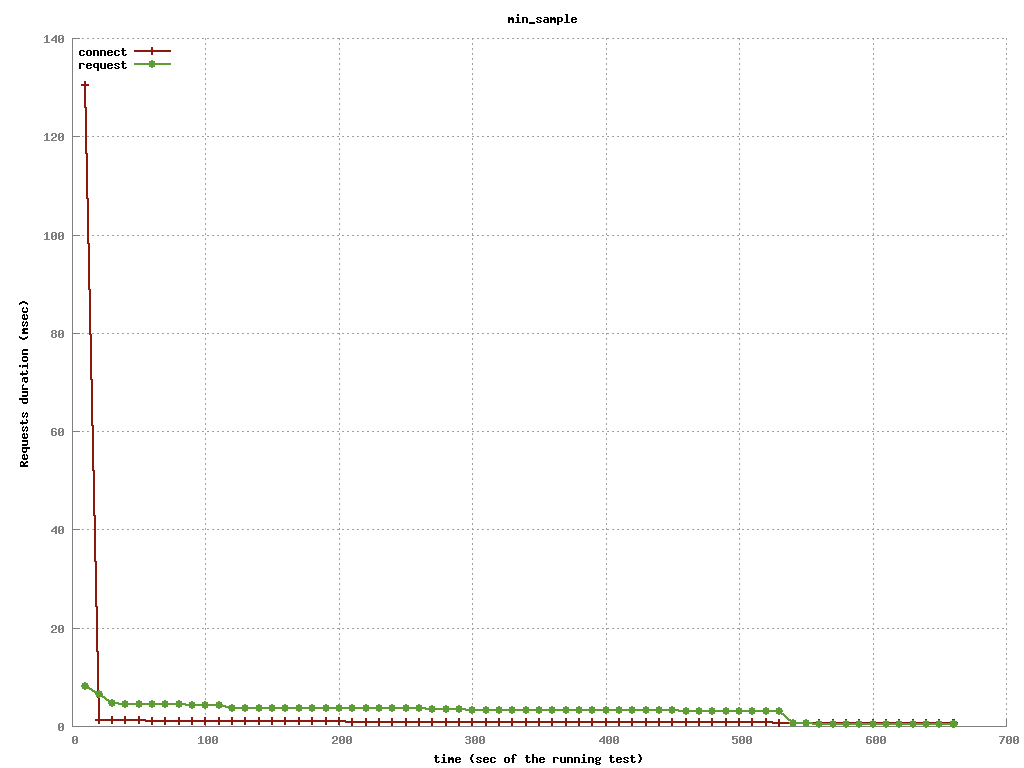 min_sample
140
connect
request
120
100
80
60
40
20
0
Requests duration (msec)
0 100 200 300 400 500 600 700
time (sec of the running test)